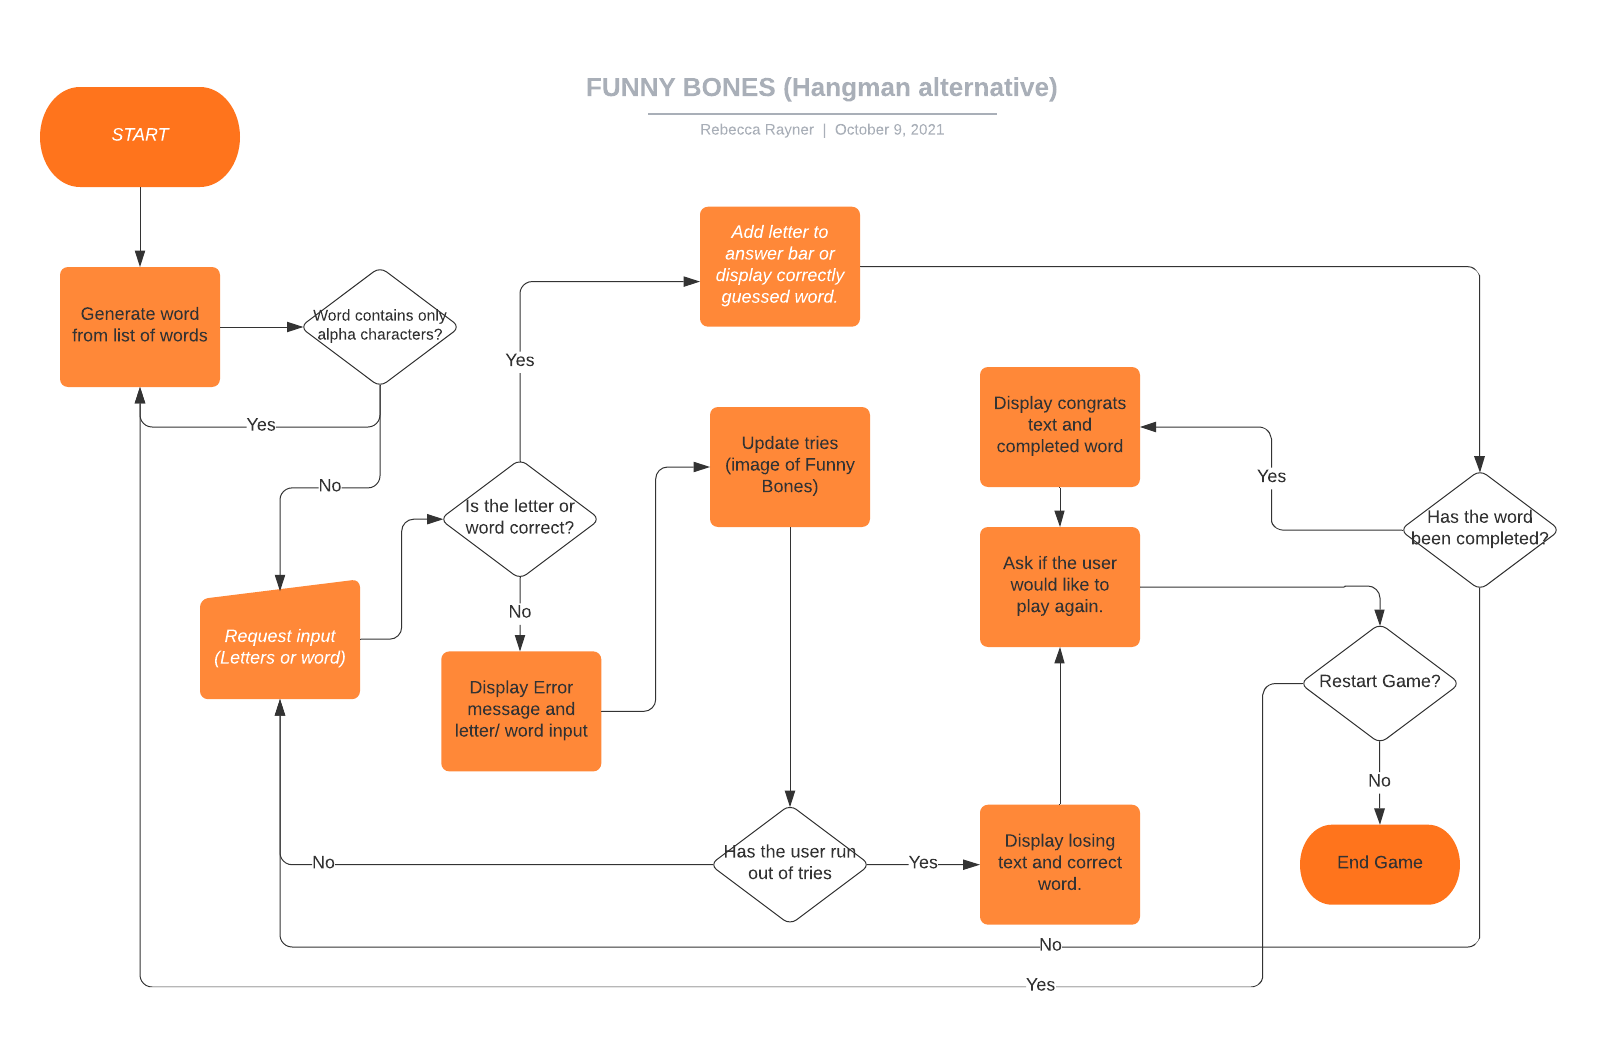 FUNNY BONES (Hangman alternative)
Rebecca Rayner | October 9, 2021
START
Generate word
from list of words
Word contains only
alpha characters?
Yes
No
Request input
(Letters or word)
Is the letter or
word correct?
Yes
No
Add letter to
answer bar or
display correctly
guessed word.
Display Error
message and
letter/ word input
Update tries
(image of Funny
Bones)
Has the user run
out of tries
No
Yes
Display losing
text and correct
word.
Display congrats
text and
completed word
Ask if the user
would like to
play again.
Yes
Has the word
been completed?
No
Restart Game?
Yes
No
End Game